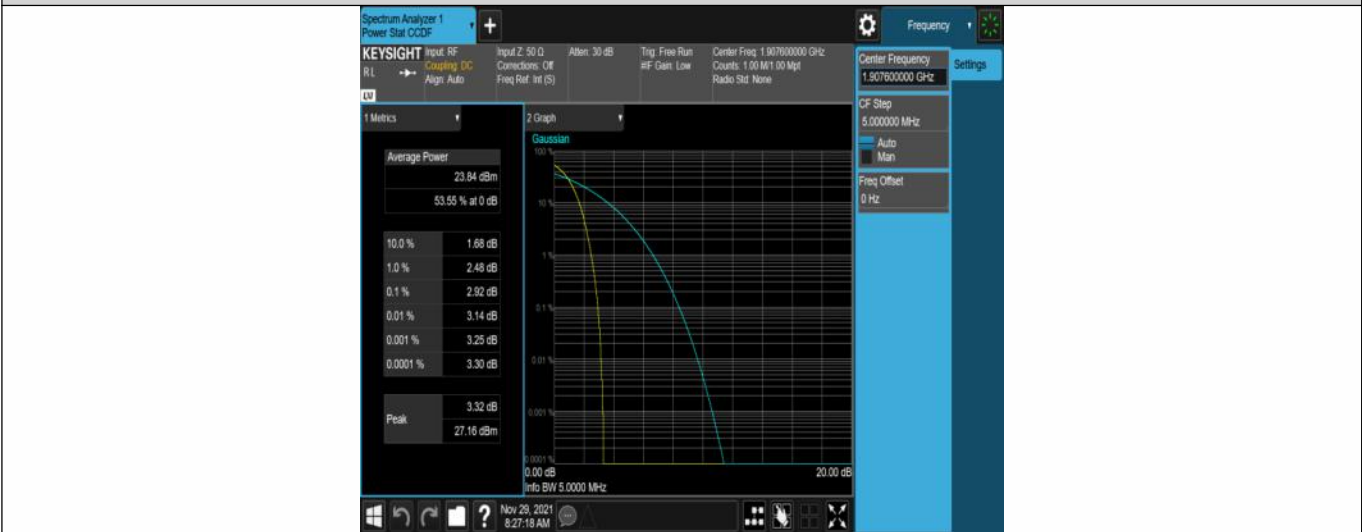 Spectrum Analyzer 1
Power Stat CCDF
+
Frequency
KEYSIGHT
Input: RF
Input Z: 50 Ω
Atten: 30 dB
Trig: Free Run
Center Freq: 1.907600000 GHz
RL
Coupling: DC
Corrections: Off
#IF Gain: Low
Counts: 1.00 M/1.00 Mpt
Align: Auto
Freq Ref: Int (S)
Radio Std: None
LV
Center Frequency
1.907600000 GHz
Settings
CF Step
5.000000 MHz
Auto
Man
Freq Offset
0 Hz
1 Metrics
Average Power
23.84 dBm
53.55 % at 0 dB
10.0 % 1.68 dB
1.0 % 2.48 dB
0.1 % 2.92 dB
0.01 % 3.14 dB
0.001 % 3.25 dB
0.0001 % 3.30 dB
Peak
3.32 dB
27.16 dBm
2 Graph
Gaussian
100 %
10 %
1 %
0.1 %
0.01 %
0.001 %
0.0001 %
0.00 dB
20.00 dB
Info BW 5.0000 MHz
?
Nov 29, 2021
8:27:18 AM